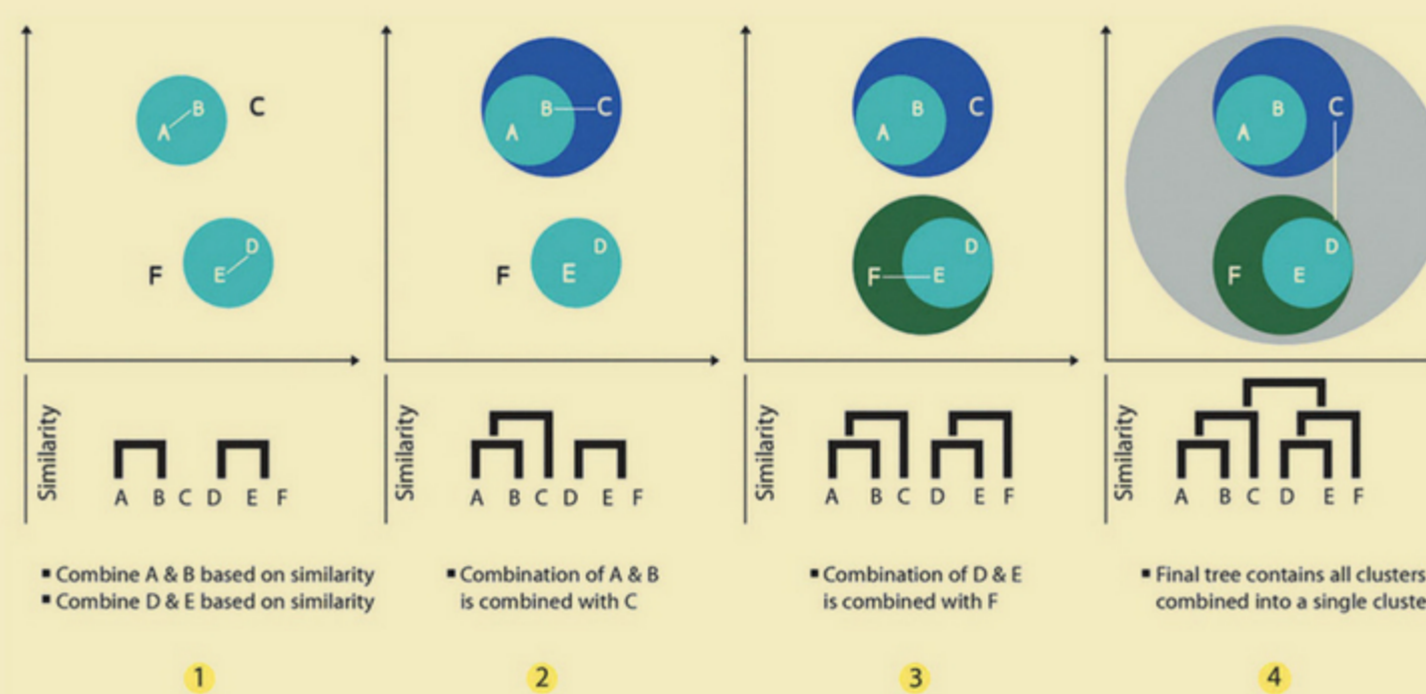 A B C
F E D
Similarity
A B C D E F
▪ Combine A & B based on similarity
▪ Combine D & E based on similarity
1
A B C
F E D
Similarity
A B C D E F
▪ Combination of A & B
is combined with C
2
A B C
F E D
Similarity
A B C D E F
▪ Combination of D & E
is combined with F
3
A B C
F E D
Similarity
A B C D E F
▪ Final tree contains all clusters
combined into a single cluste
4